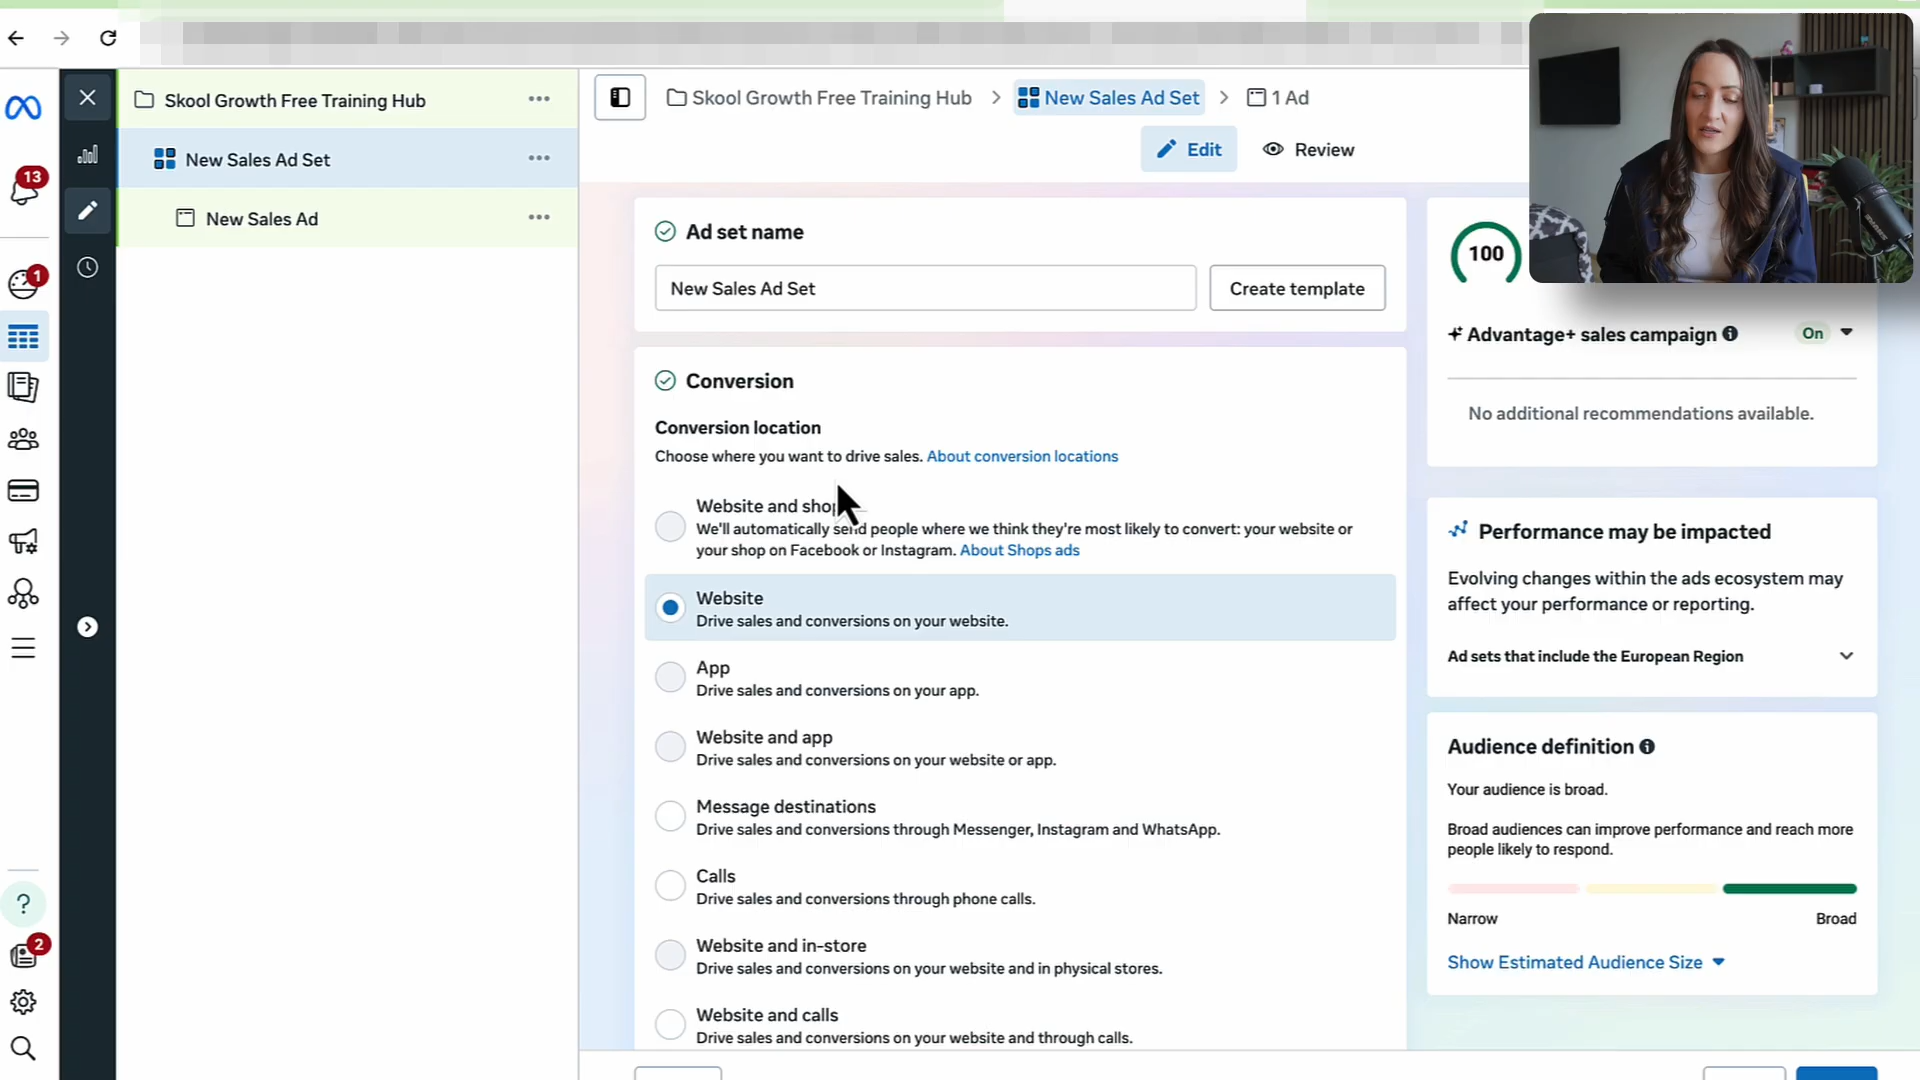 Skool Growth Free Training Hub
New Sales Ad Set
New Sales Ad
13
1
2
?
Skool Growth Free Training Hub > New Sales Ad Set > 1 Ad
Edit
Review
Ad set name
New Sales Ad Set
Create template
Conversion
Conversion location
Choose where you want to drive sales. About conversion locations
Website and shop
We'll automatically send people where we think they're most likely to convert: your website or
your shop on Facebook or Instagram. About Shops ads
Website
Drive sales and conversions on your website.
App
Drive sales and conversions on your app.
Website and app
Drive sales and conversions on your website or app.
Message destinations
Drive sales and conversions through Messenger, Instagram and WhatsApp.
Calls
Drive sales and conversions through phone calls.
Website and in-store
Drive sales and conversions on your website and in physical stores.
Website and calls
Drive sales and conversions on your website and through calls.
100
Advantage+ sales campaign
On
No additional recommendations available.
Performance may be impacted
Evolving changes within the ads ecosystem may
affect your performance or reporting.
Ad sets that include the European Region
Audience definition
Your audience is broad.
Broad audiences can improve performance and reach more
people likely to respond.
Narrow
Broad
Show Estimated Audience Size